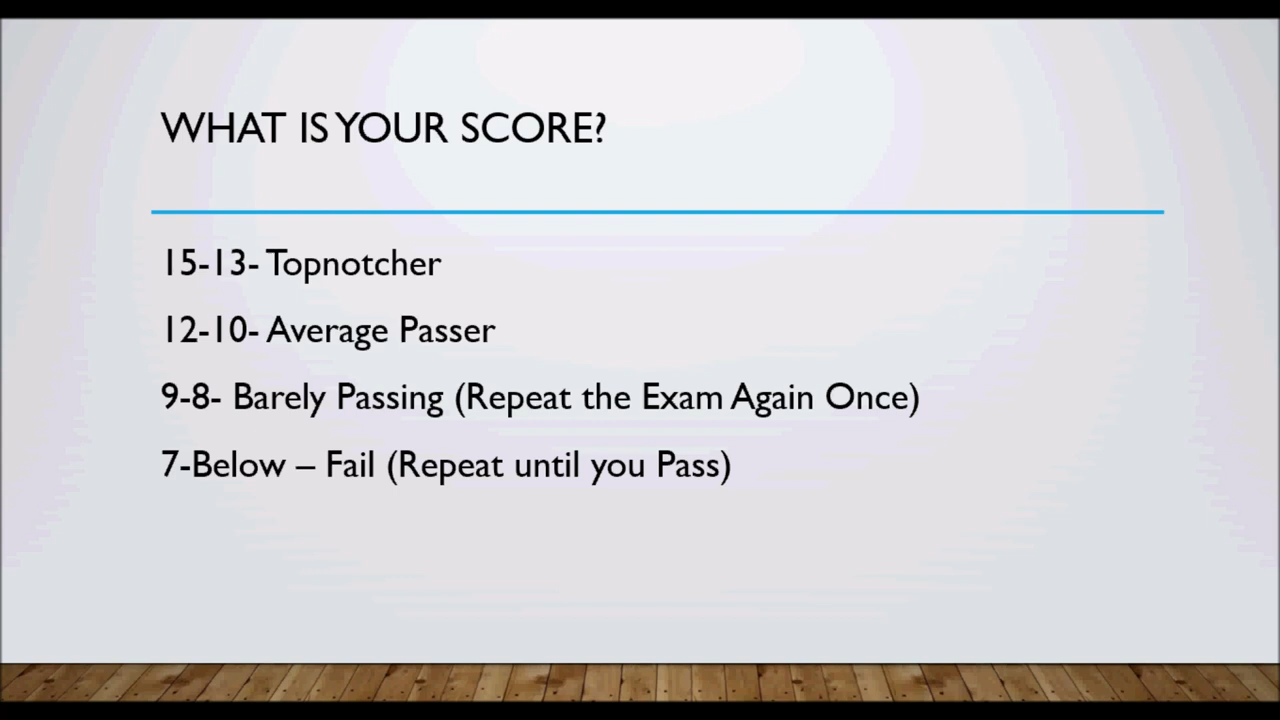 WHAT IS YOUR SCORE?
15-13- Topnotcher
12-10- Average Passer
9-8- Barely Passing (Repeat the Exam Again Once)
7-Below – Fail (Repeat until you Pass)